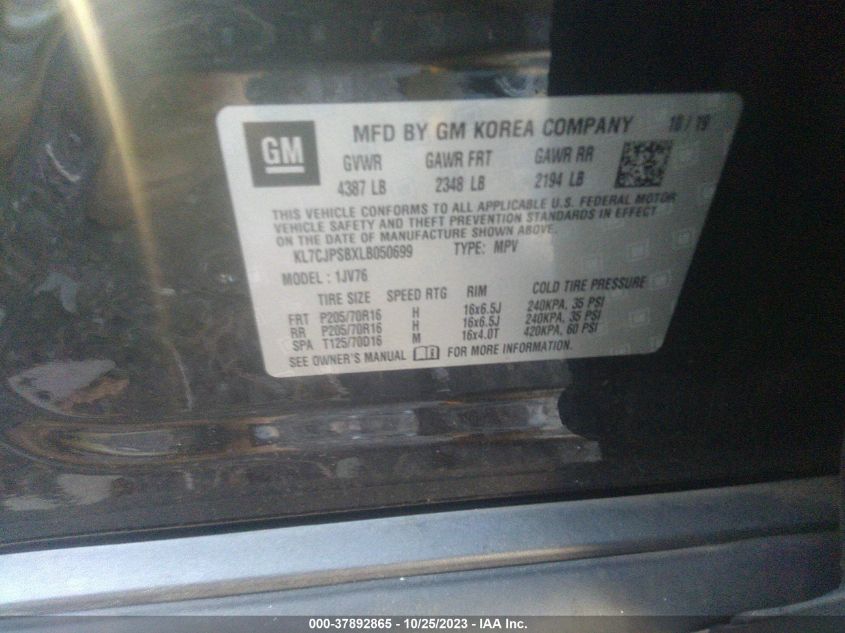 GM
MFD BY GM KOREA COMPANY 10 / 19
GVWR GAWR FRT GAWR RR
4387 LB 2348 LB 2194 LB
THIS VEHICLE CONFORMS TO ALL APPLICABLE U.S. FEDERAL MOTOR
VEHICLE SAFETY AND THEFT PREVENTION STANDARDS IN EFFECT
ON THE DATE OF MANUFACTURE SHOWN ABOVE.
KL7CJPSBXLB050699 TYPE: MPV
MODEL : 1JV76
TIRE SIZE SPEED RTG RIM COLD TIRE PRESSURE
FRT P205/70R16 H 16x6.5J 240KPA, 35 PSI
RR P205/70R16 H 16x6.5J 240KPA, 35 PSI
SPA T125/70D16 M 16x4.0T 420KPA, 60 PSI
SEE OWNER'S MANUAL FOR MORE INFORMATION.
000-37892865 - 10/25/2023 - IAA Inc.